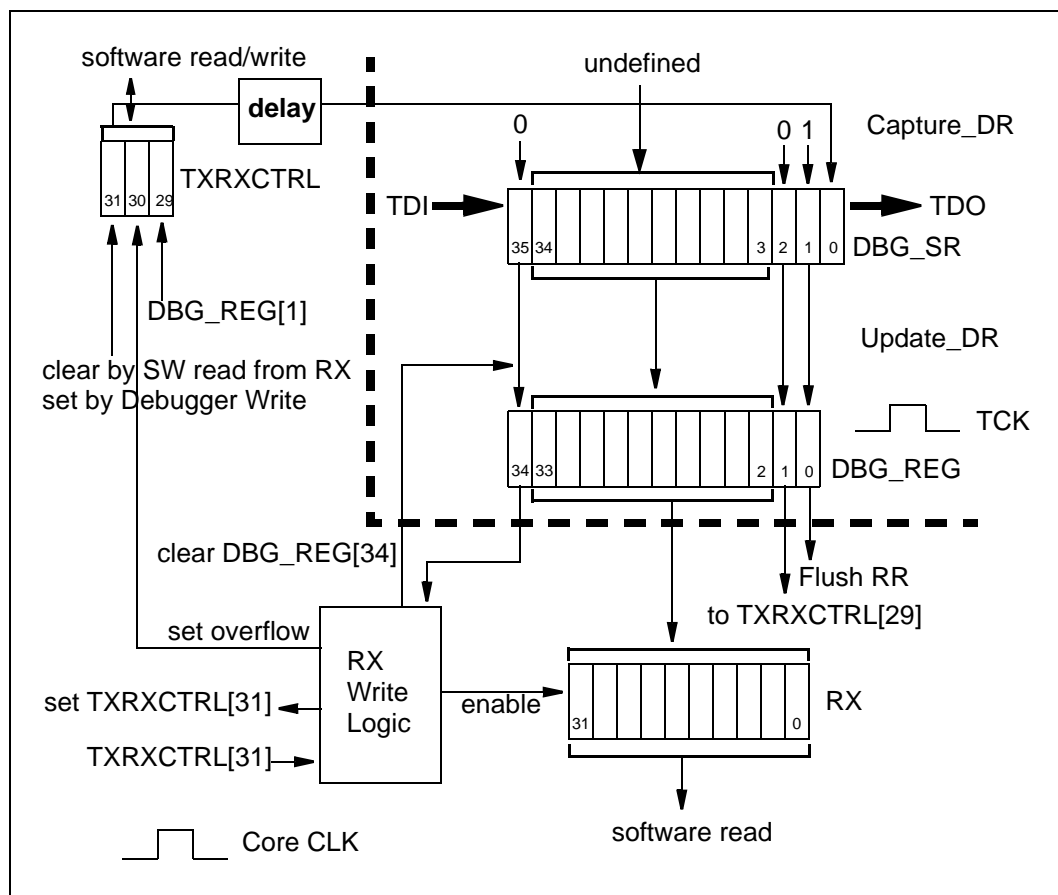 software read/write
undefined
delay
0
0 1
Capture_DR
TXRXCTRL
31 30 29
TDI
TDO
35 34 3 2 1 0
DBG_SR
DBG_REG[1]
Update_DR
clear by SW read from RX
set by Debugger Write
TCK
34 33 2 1 0
DBG_REG
clear DBG_REG[34]
Flush RR
to TXRXCTRL[29]
set overflow
RX
Write
Logic
set TXRXCTRL[31]
enable
RX
31 0
TXRXCTRL[31]
software read
Core CLK